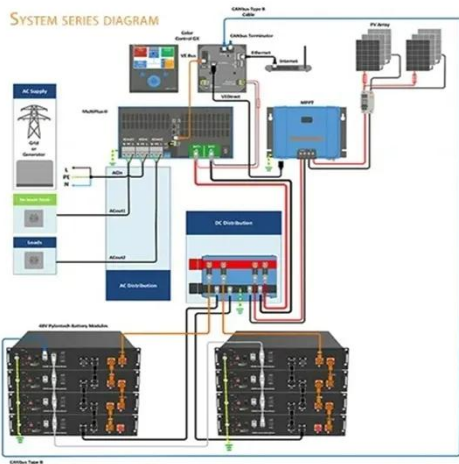 SYSTEM SERIES DIAGRAM
CANbus Type B
Cable
Color
Control GX
CANbus Terminator
PV Array
VE.Bus
Ethernet
Internet
AC Supply
VE.Direct
MPPT
MultiPlus-II
Grid
or
Generator
L
PE
N
ACin
ACout1
Loads
ACout2
DC Distribution
AC Distribution
48V Pylontech Battery Modules
CANbus Type B